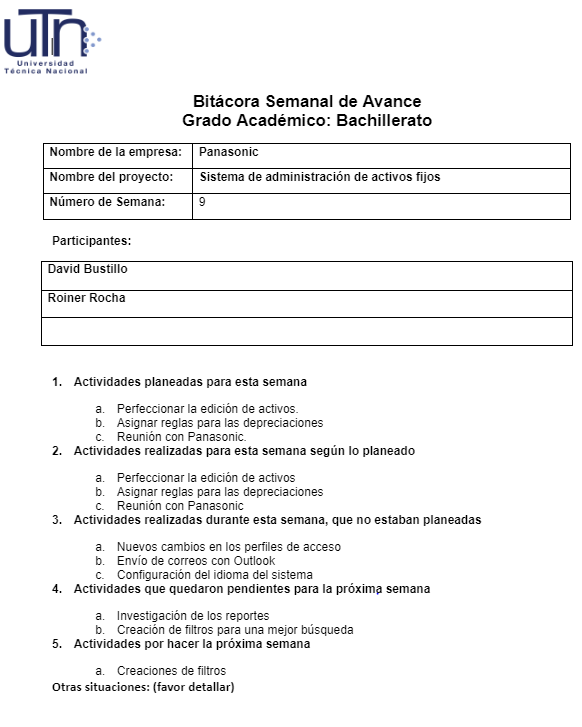 UTN
Universidad
Técnica Nacional
Bitácora Semanal de Avance
Grado Académico: Bachillerato
Nombre de la empresa: Panasonic
Nombre del proyecto: Sistema de administración de activos fijos
Número de Semana: 9
Participantes:
David Bustillo
Roiner Rocha
1. Actividades planeadas para esta semana
a. Perfeccionar la edición de activos.
b. Asignar reglas para las depreciaciones
c. Reunión con Panasonic.
2. Actividades realizadas para esta semana según lo planeado
a. Perfeccionar la edición de activos
b. Asignar reglas para las depreciaciones
c. Reunión con Panasonic
3. Actividades realizadas durante esta semana, que no estaban planeadas
a. Nuevos cambios en los perfiles de acceso
b. Envío de correos con Outlook
c. Configuración del idioma del sistema
4. Actividades que quedaron pendientes para la próxima semana
a. Investigación de los reportes
b. Creación de filtros para una mejor búsqueda
5. Actividades por hacer la próxima semana
a. Creaciones de filtros
Otras situaciones: (favor detallar)